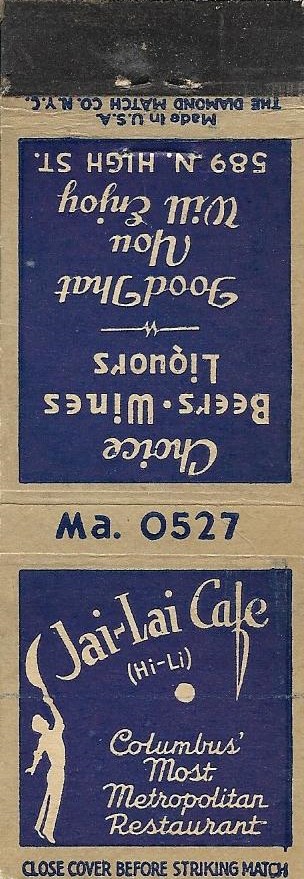 Jai-Lai Cafe
(Hi-Li)
Columbus'
Most
Metropolitan
Restaurant
CLOSE COVER BEFORE STRIKING MATCH
Ma. 0527
Choice
Beers·Wines
Liquors
Food That
You
Will Enjoy
589 N. HIGH ST.
Made in U.S.A.
THE DIAMOND MATCH CO. N.Y.C.